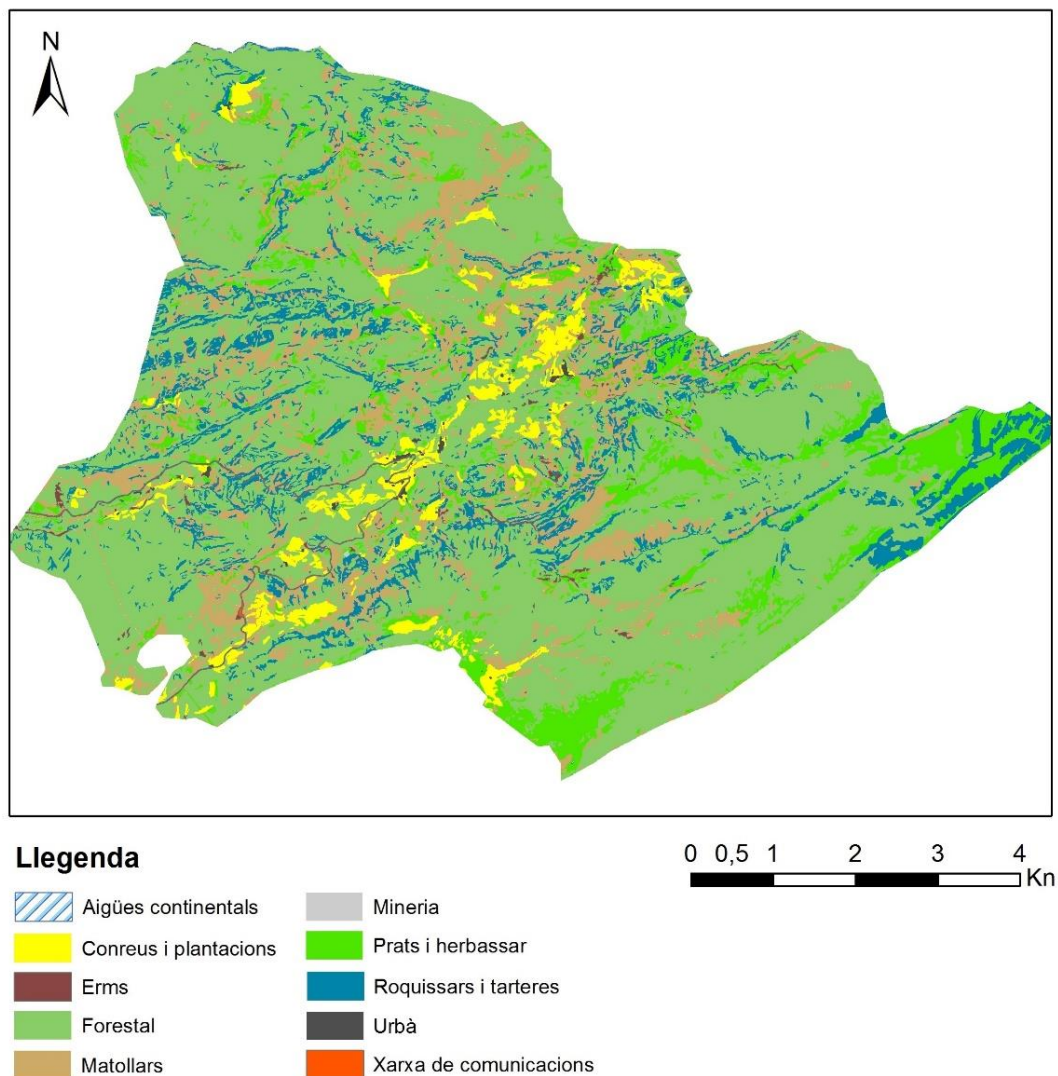 N
Llegenda
0 0,5 1 2 3 4
Kn
Aigües continentals
Conreus i plantacions
Erms
Forestal
Matollars
Mineria
Prats i herbassar
Roquissars i tarteres
Urbà
Xarxa de comunicacions